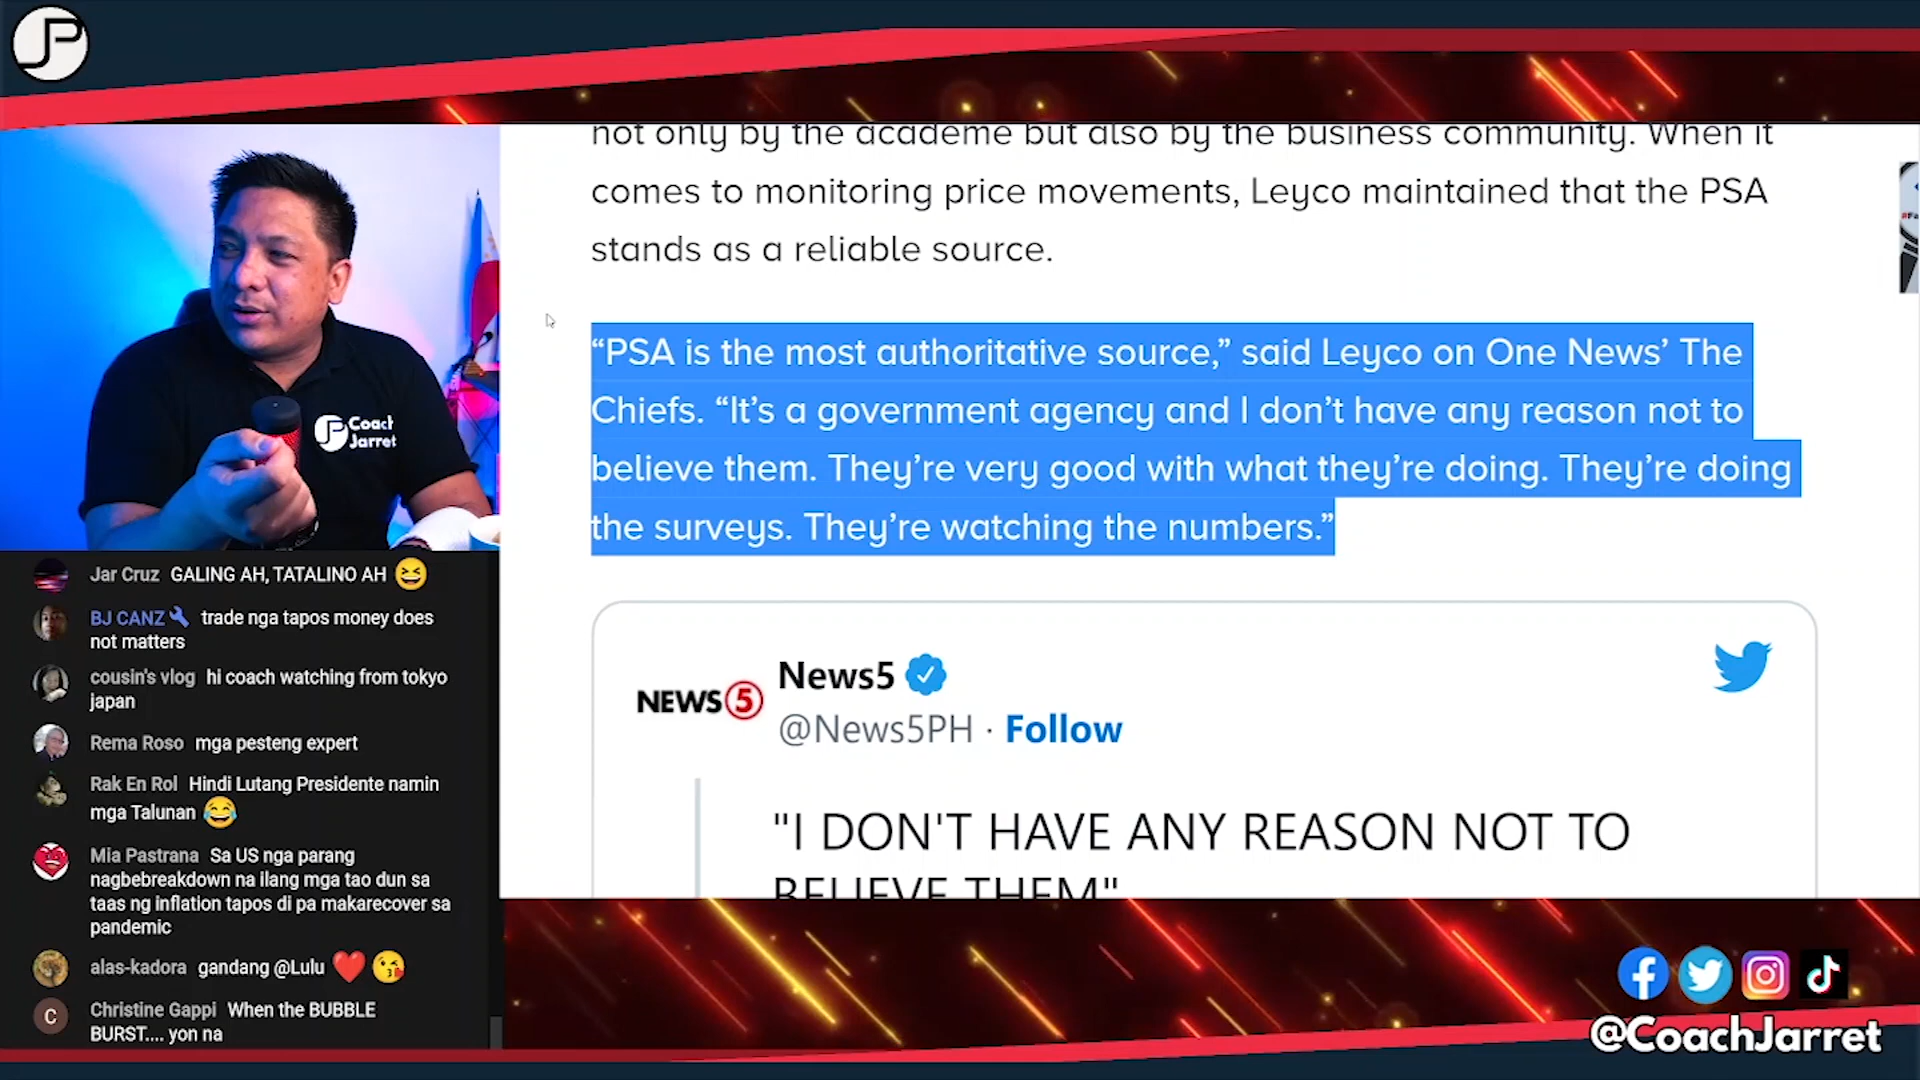 JP
not only by the academe but also by the business community. When it
comes to monitoring price movements, Leyco maintained that the PSA
stands as a reliable source.
“PSA is the most authoritative source,” said Leyco on One News’ The
Chiefs. “It’s a government agency and I don’t have any reason not to
believe them. They’re very good with what they’re doing. They’re doing
the surveys. They’re watching the numbers.”
NEWS 5
News5
@News5PH · Follow
"I DON'T HAVE ANY REASON NOT TO
BELIEVE THEM"
JP Coach
Jarret
Jar Cruz GALING AH, TATALINO AH 😆
BJ CANZ trade nga tapos money does
not matters
cousin's vlog hi coach watching from tokyo
japan
Rema Roso mga pesteng expert
Rak En Rol Hindi Lutang Presidente namin
mga Talunan 😂
Mia Pastrana Sa US nga parang
nagbebreakdown na ilang mga tao dun sa
taas ng inflation tapos di pa makarecover sa
pandemic
alas-kadora gandang @Lulu ❤️ 😘
C Christine Gappi When the BUBBLE
BURST.... yon na
@CoachJarret